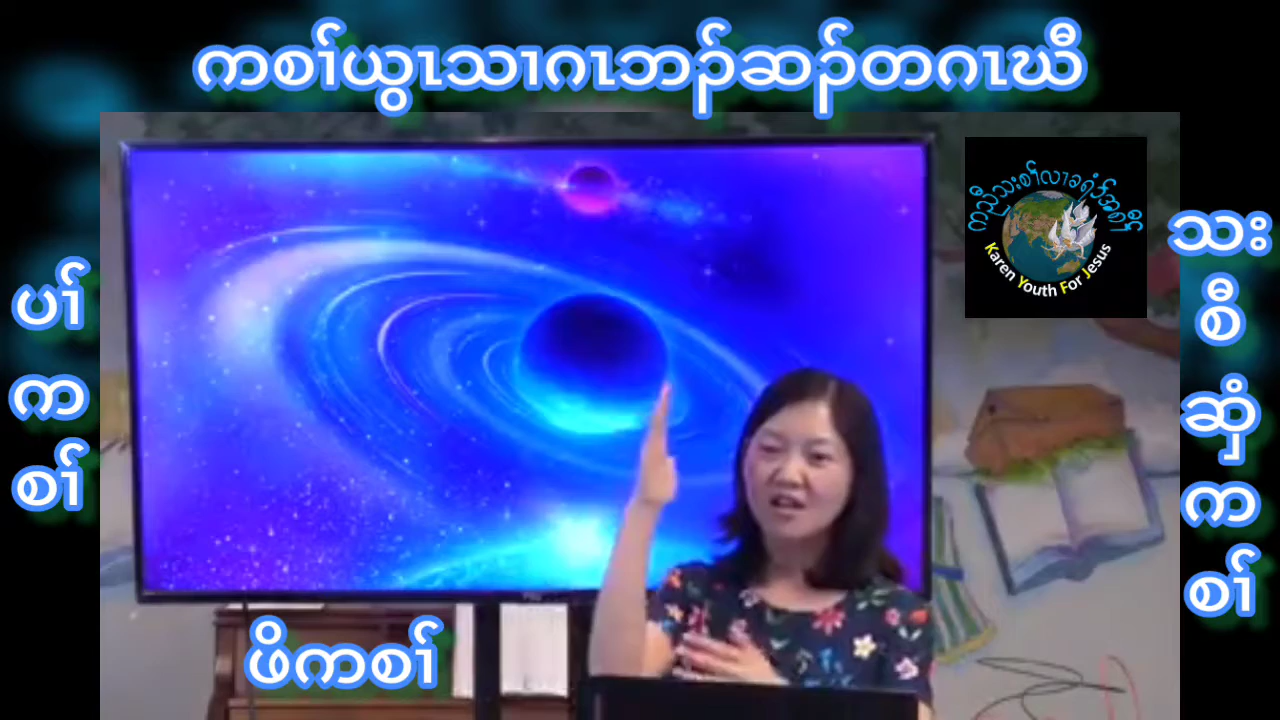 ကစၢ်ယွၤသၢဂၤဘၣ်ဆၣ်တဂၤဃီ
ပၢ်
က
စၢ်
သး
စီ
ဆှံ
က
စၢ်
ဖိကစၢ်
Karen Youth For Jesus